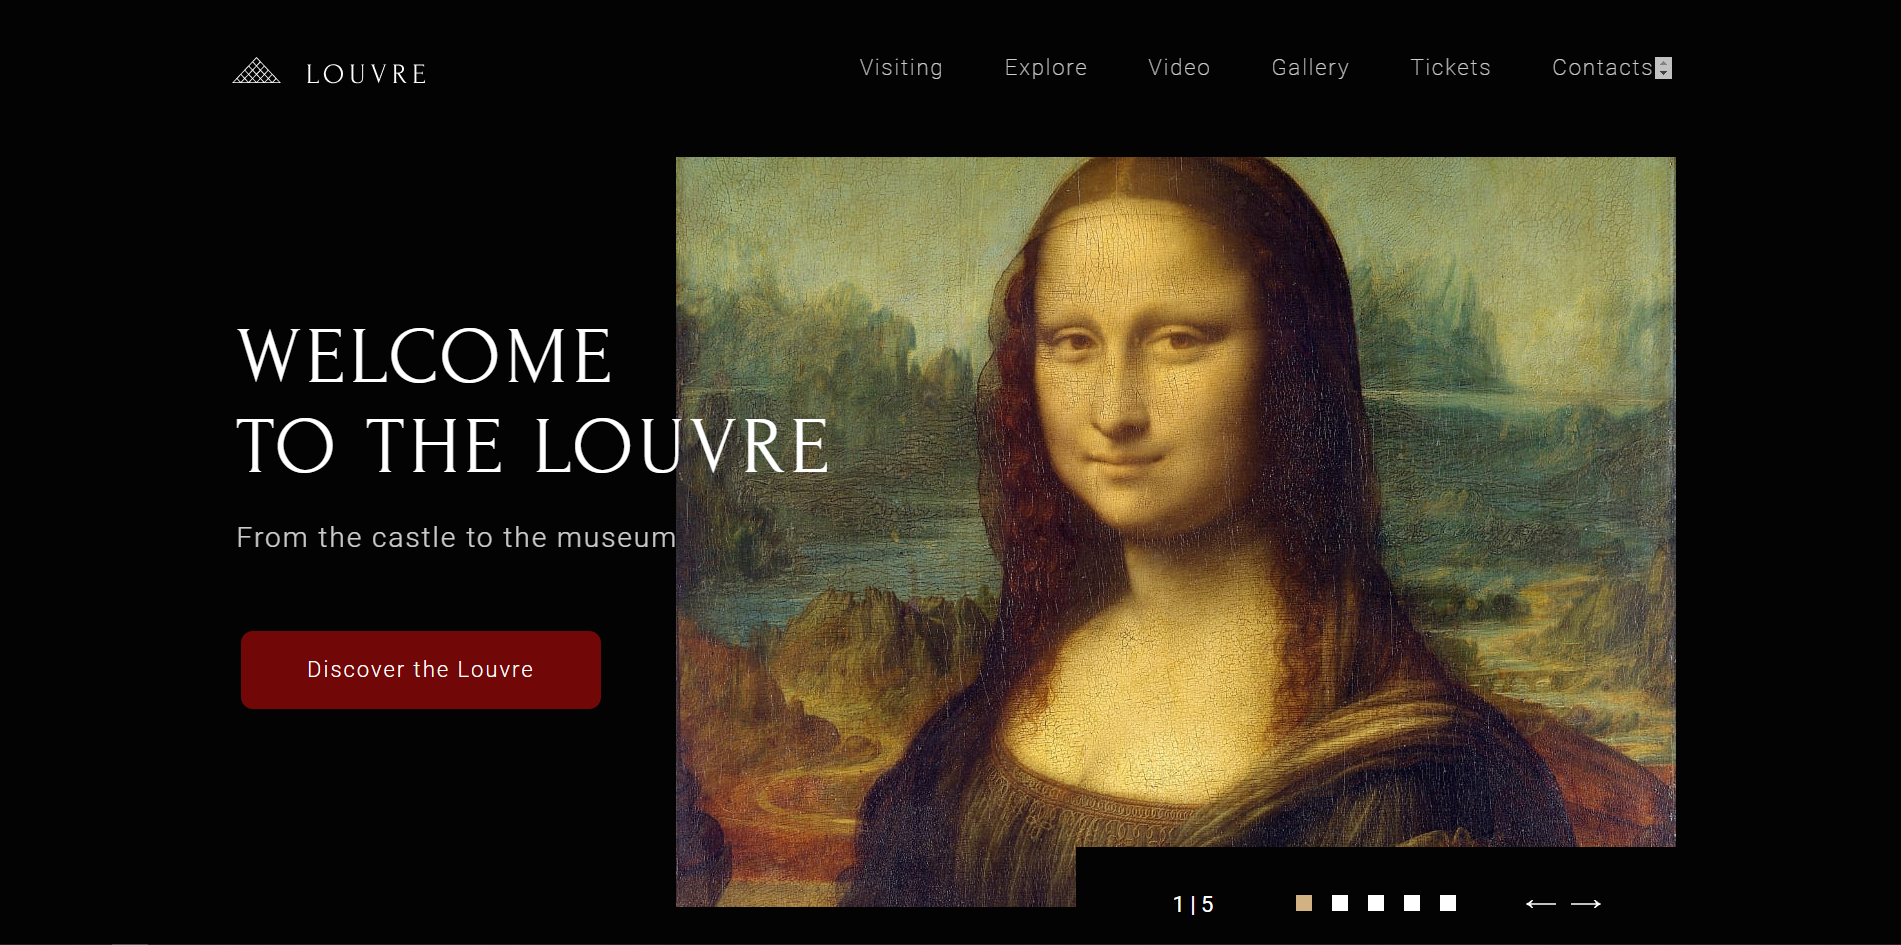 LOUVRE
Visiting
Explore
Video
Gallery
Tickets
Contacts
WELCOME
TO THE LOUVRE
From the castle to the museum
Discover the Louvre
1 | 5